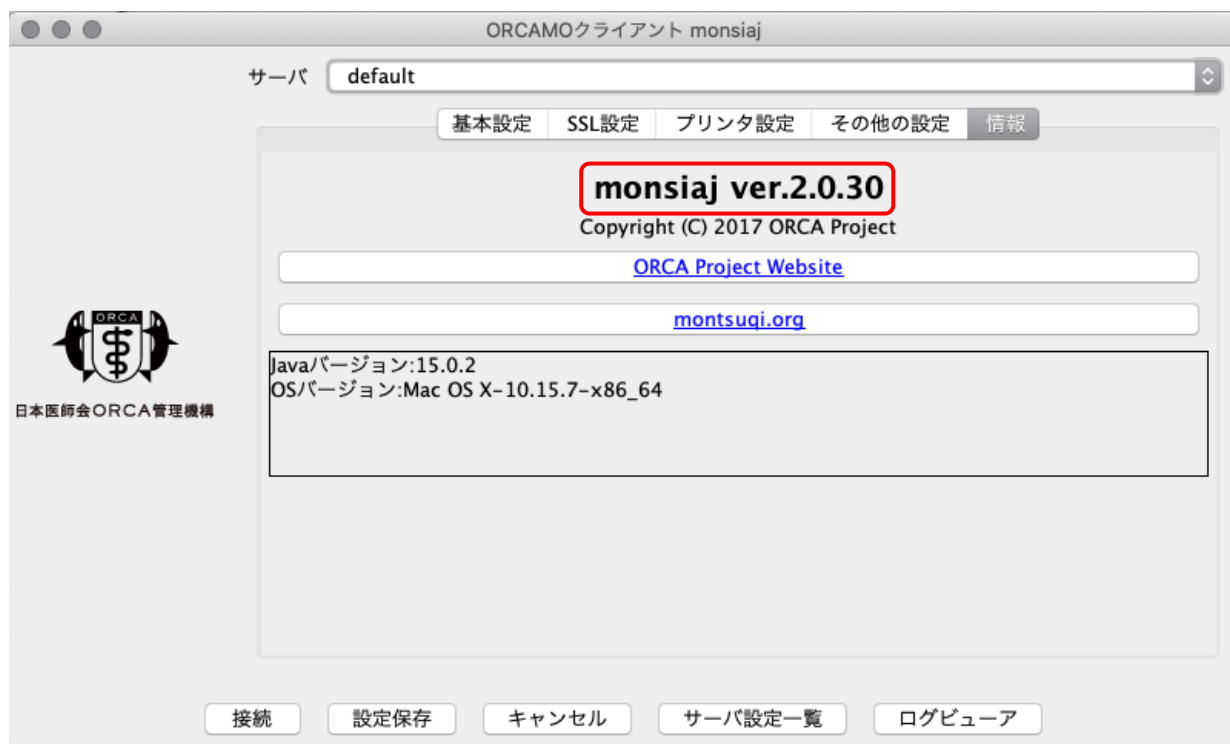 ORCAMOクライアント monsiaj
サーバ default
基本設定 SSL設定 プリンタ設定 その他の設定 情報
monsiaj ver.2.0.30
Copyright (C) 2017 ORCA Project
ORCA Project Website
montsuqi.org
ORCA
日本医師会ORCA管理機構
Javaバージョン:15.0.2
OSバージョン:Mac OS X-10.15.7-x86_64
接続 設定保存 キャンセル サーバ設定一覧 ログビューア